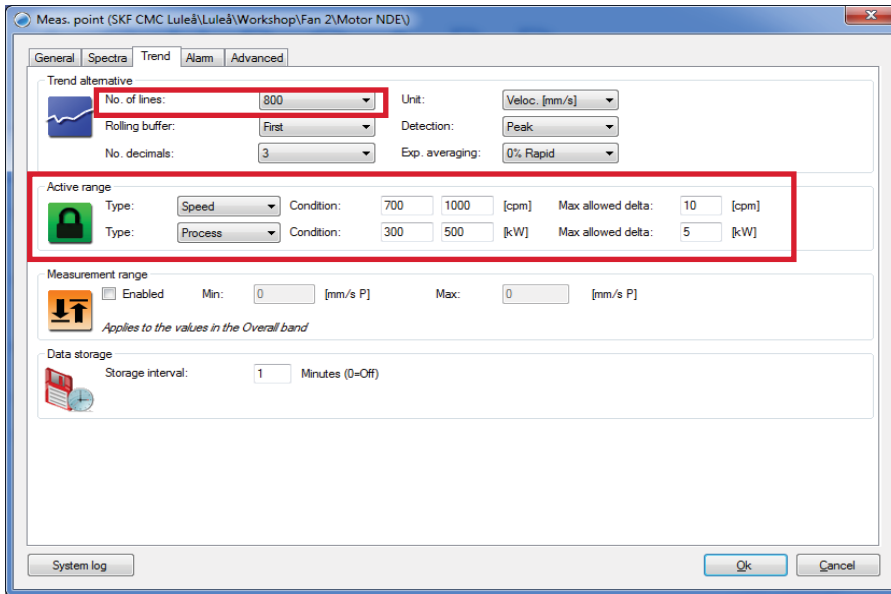 Meas. point (SKF CMC Luleå\Luleå\Workshop\Fan 2\Motor NDE\)
General Spectra Trend Alarm Advanced
Trend alternative
No. of lines: 800 Unit: Veloc. [mm/s]
Rolling buffer: First Detection: Peak
No. decimals: 3 Exp. averaging: 0% Rapid
Active range
Type: Speed Condition: 700 1000 [cpm] Max allowed delta: 10 [cpm]
Type: Process Condition: 300 500 [kW] Max allowed delta: 5 [kW]
Measurement range
Enabled Min: 0 [mm/s P] Max: 0 [mm/s P]
Applies to the values in the Overall band
Data storage
Storage interval: 1 Minutes (0=Off)
System log Ok Cancel